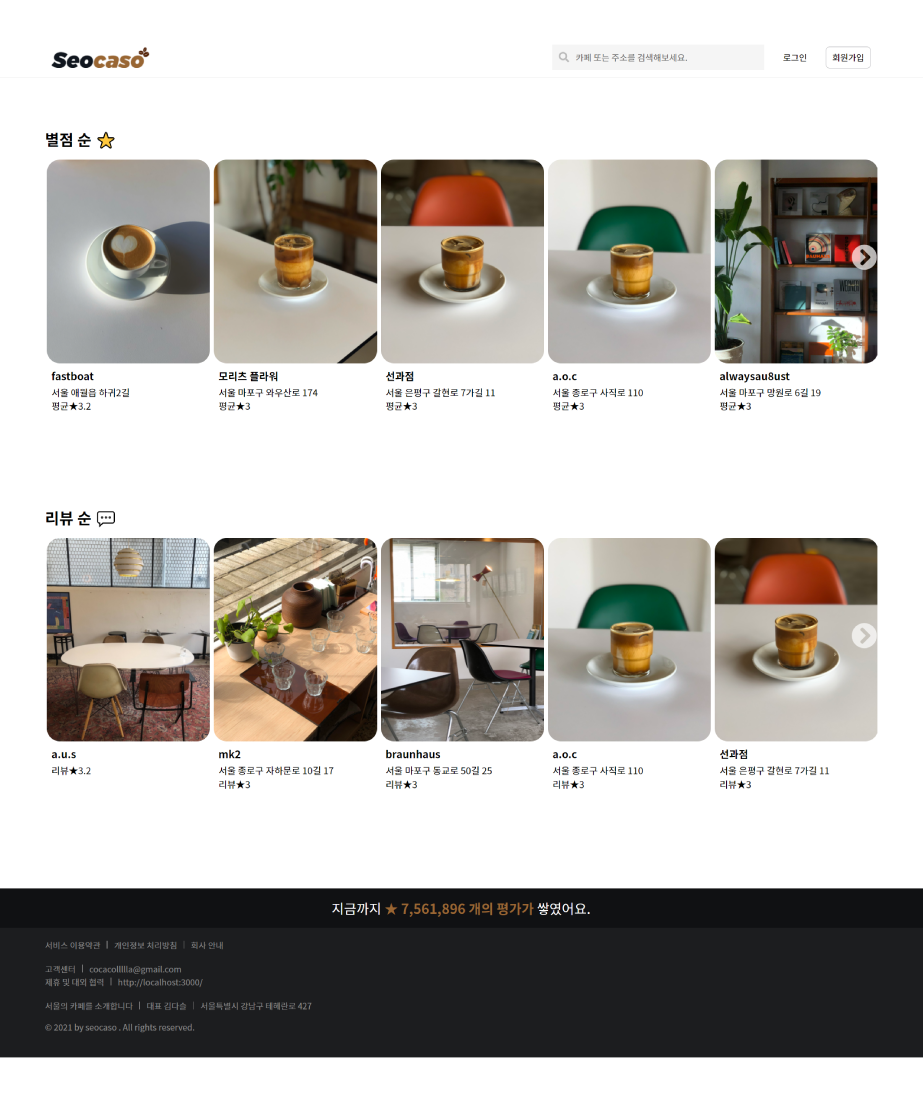 Seocaso
카페 또는 주소를 검색해보세요.
로그인
회원가입
별점 순
fastboat
서울 애월읍 하귀2길
평균★3.2
모리츠 플라워
서울 마포구 와우산로 174
평균★3
선과점
서울 은평구 갈현로 7가길 11
평균★3
a.o.c
서울 종로구 사직로 110
평균★3
alwaysau8ust
서울 마포구 망원로 6길 19
평균★3
리뷰 순
a.u.s
리뷰★3.2
mk2
서울 종로구 자하문로 10길 17
리뷰★3
braunhaus
서울 마포구 동교로 50길 25
리뷰★3
a.o.c
서울 종로구 사직로 110
리뷰★3
선과점
서울 은평구 갈현로 7가길 11
리뷰★3
지금까지 ★ 7,561,896 개의 평가가 쌓였어요.
서비스 이용약관 | 개인정보 처리방침 | 회사 안내
고객센터 | cocacolllla@gmail.com
제휴 및 대외 협력 | http://localhost:3000/
서울의 카페를 소개합니다 | 대표 김다슬 | 서울특별시 강남구 테헤란로 427
© 2021 by seocaso . All rights reserved.